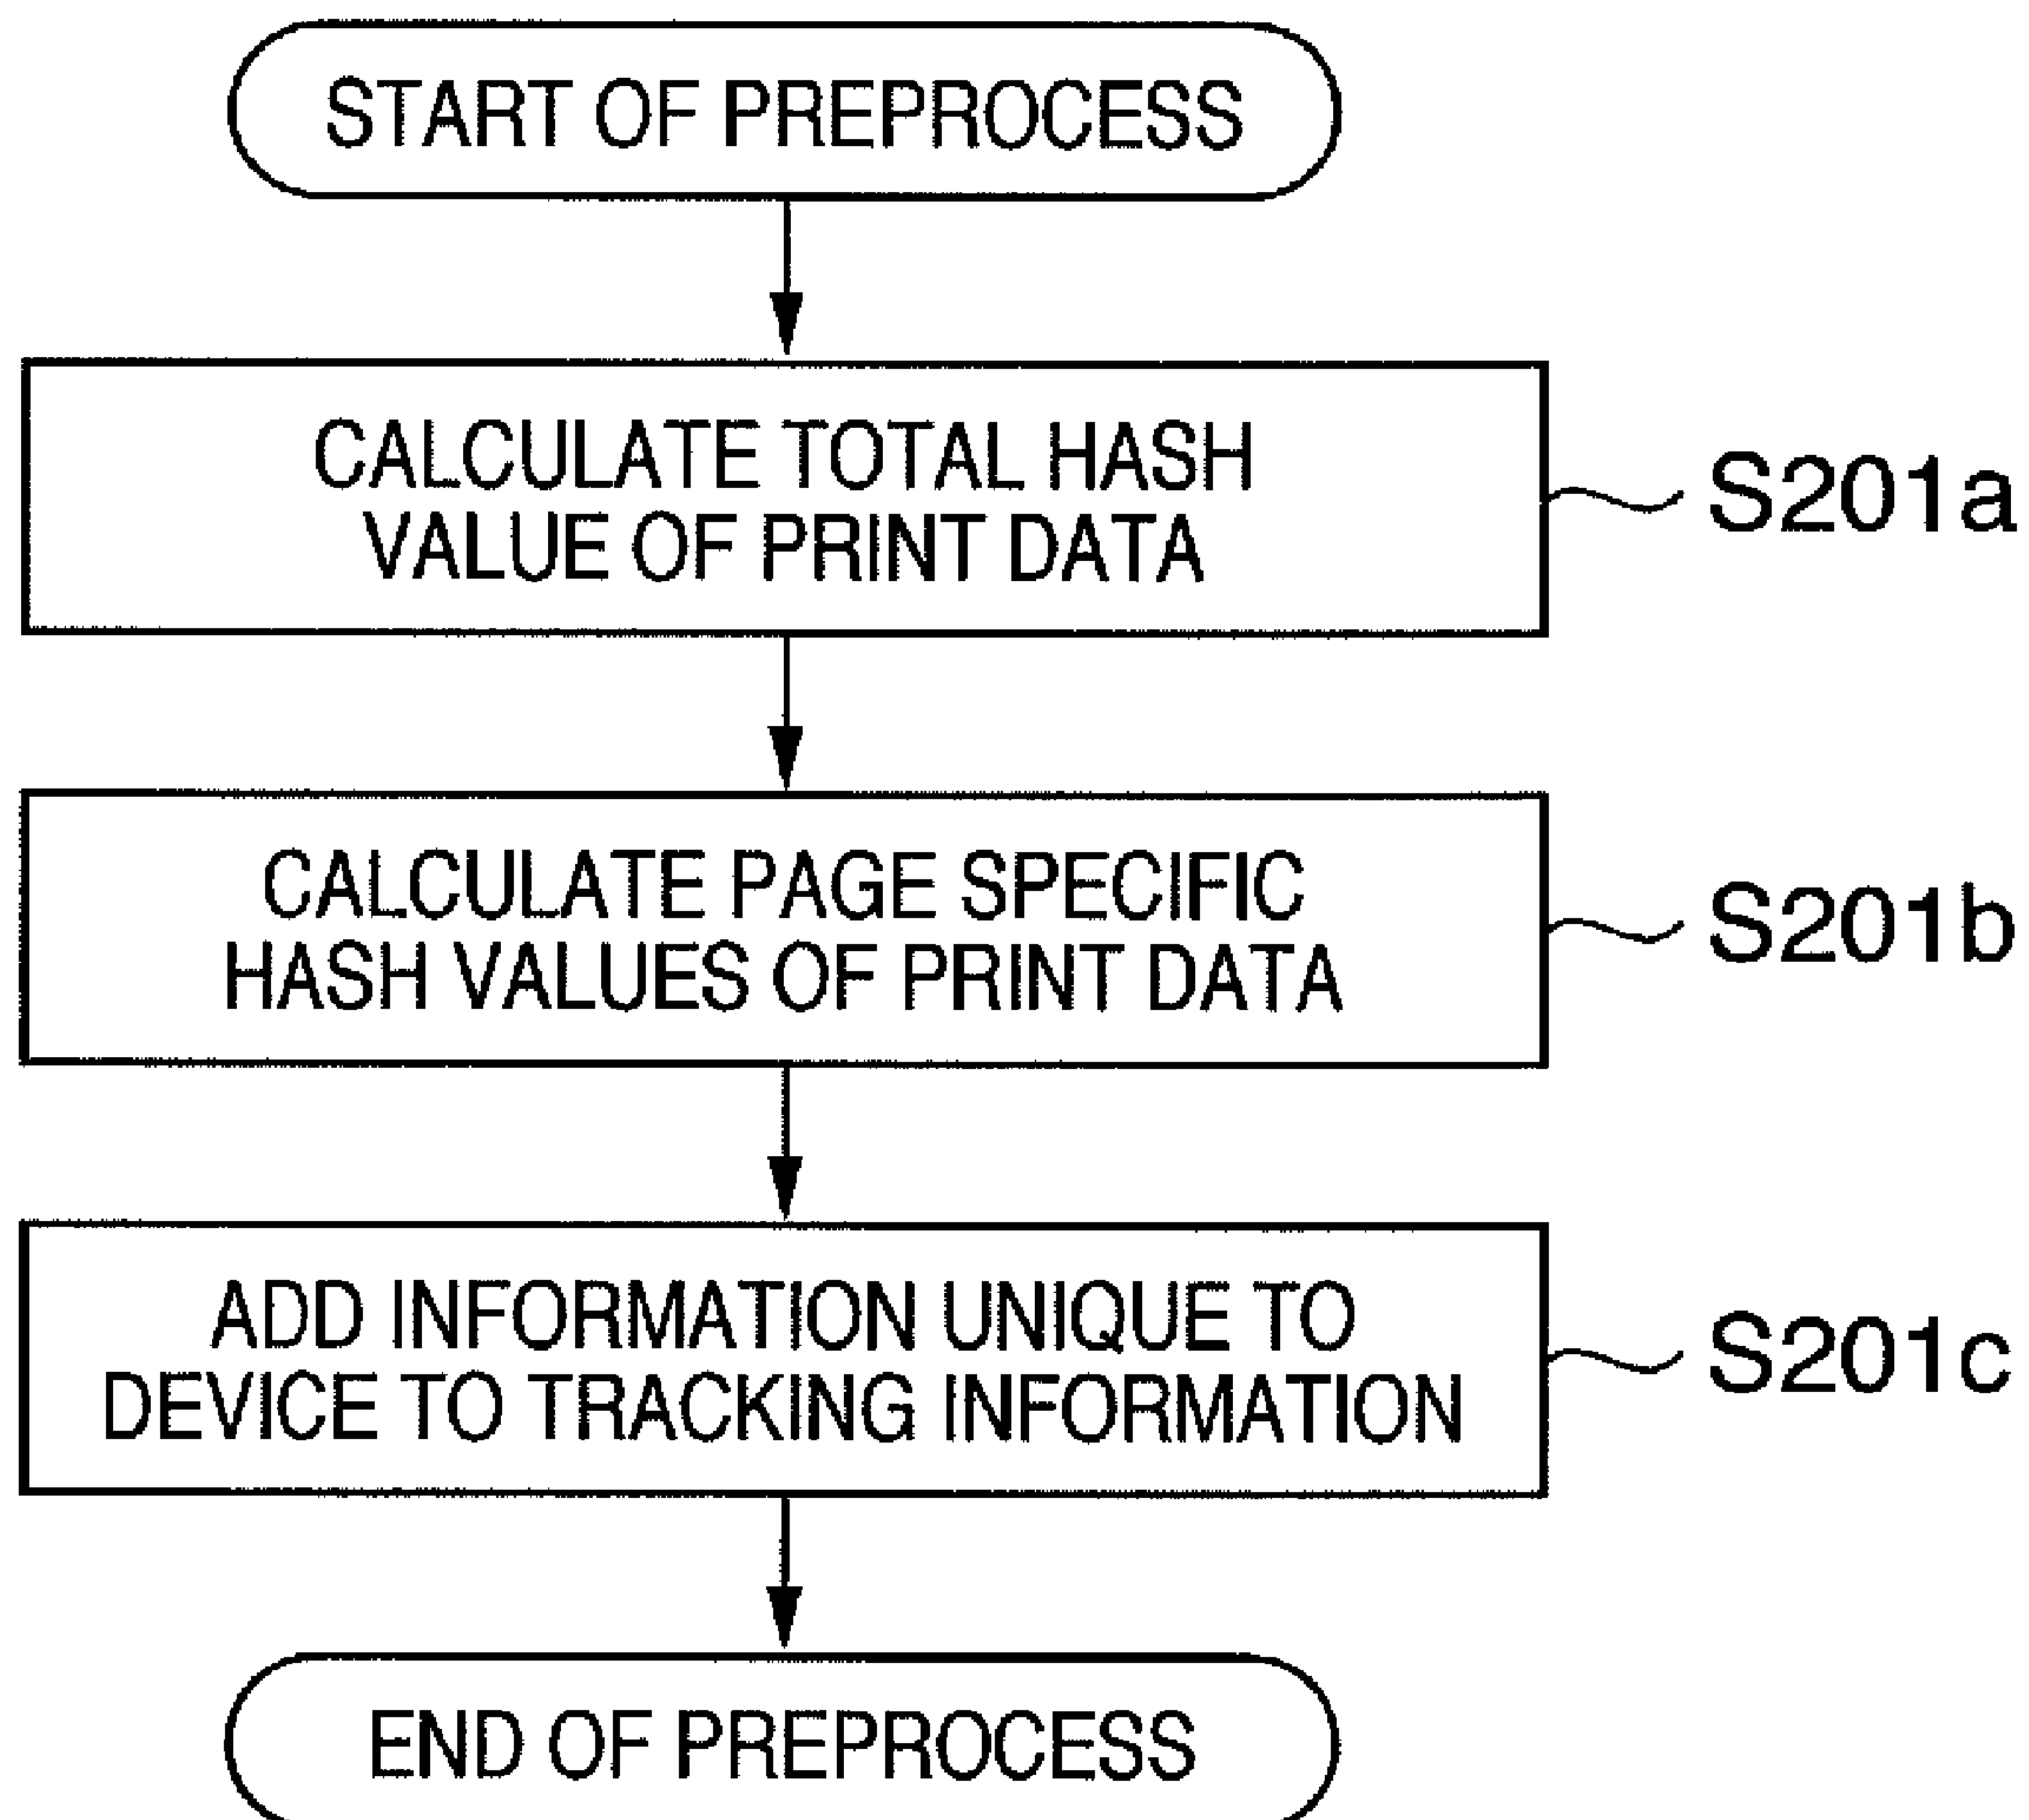 START OF PREPROCESS
CALCULATE TOTAL HASH
VALUE OF PRINT DATA
S201a
CALCULATE PAGE SPECIFIC
HASH VALUES OF PRINT DATA
S201b
ADD INFORMATION UNIQUE TO
DEVICE TO TRACKING INFORMATION
S201c
END OF PREPROCESS